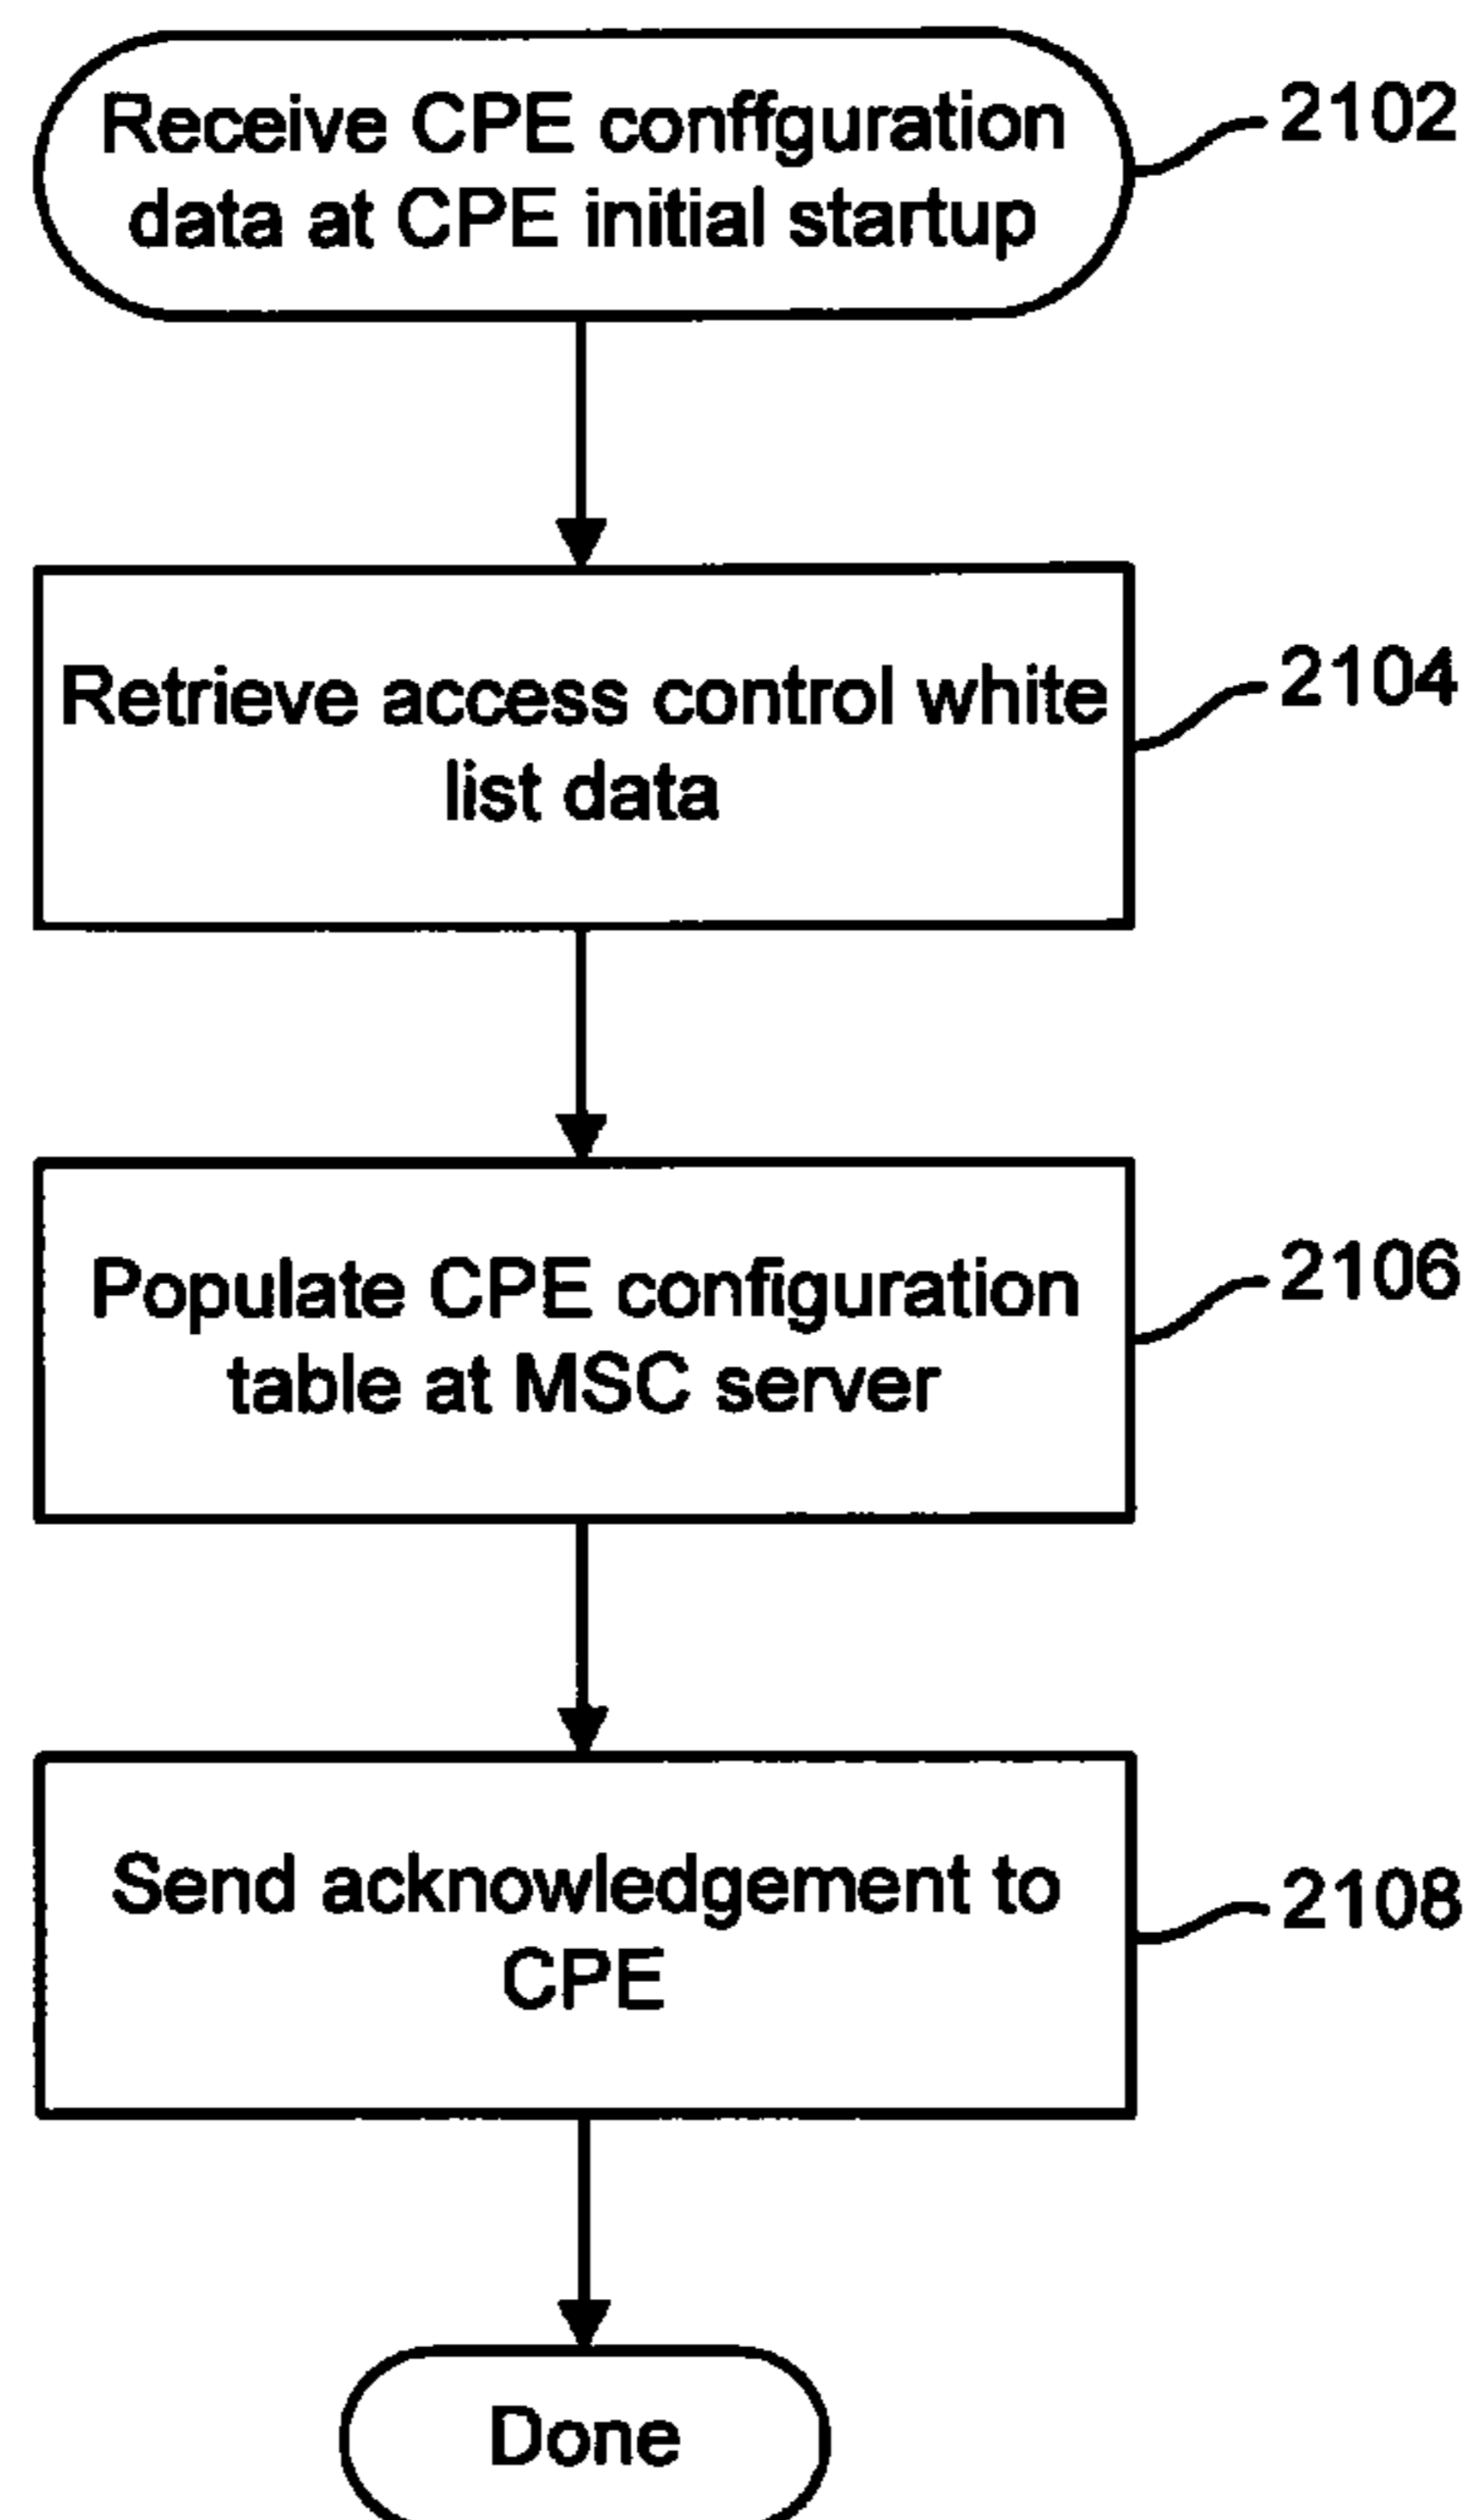 Receive CPE configuration
data at CPE initial startup
2102
Retrieve access control white
list data
2104
Populate CPE configuration
table at MSC server
2106
Send acknowledgement to
CPE
2108
Done